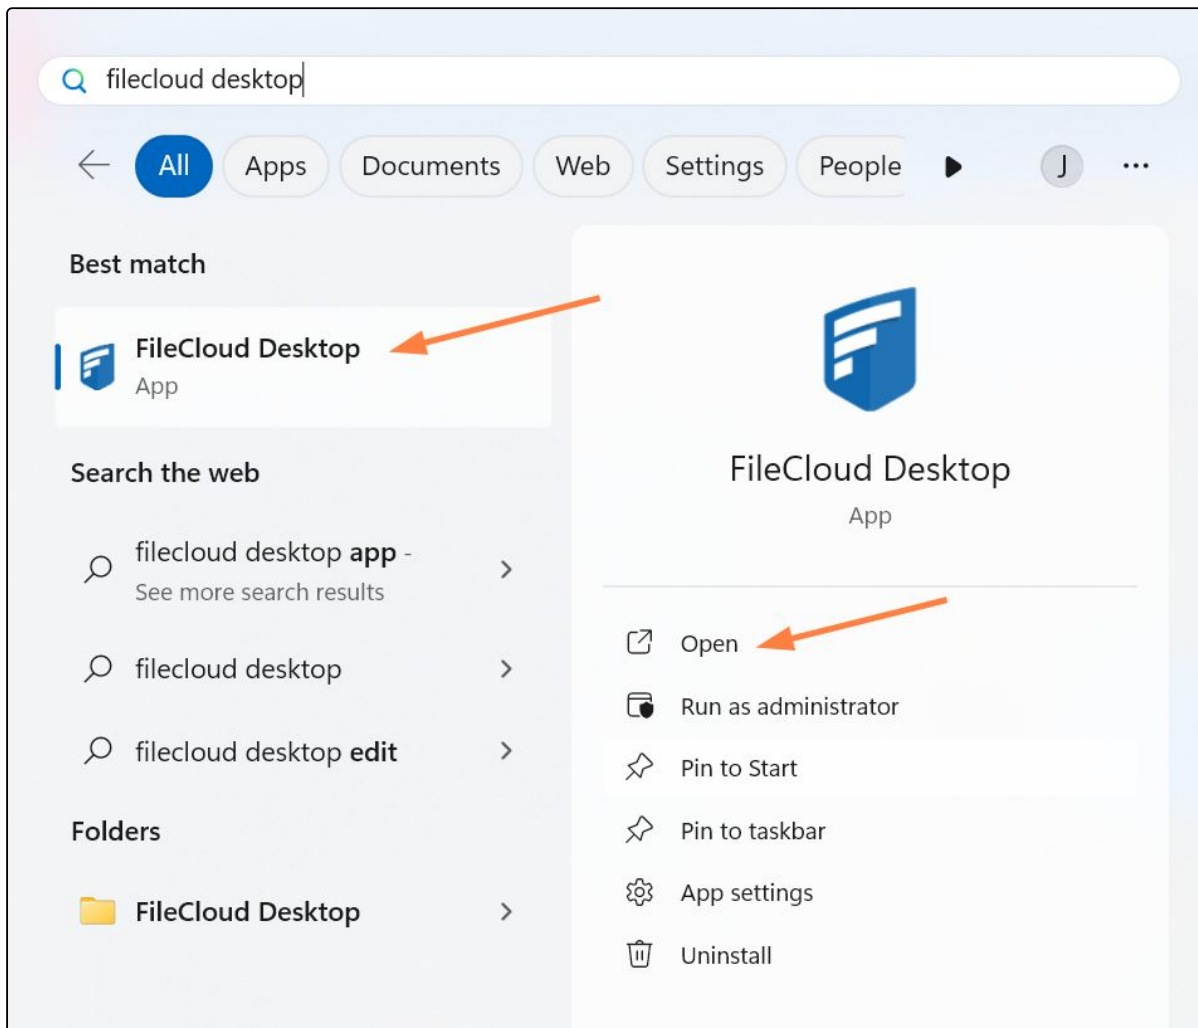 filecloud desktop
All
Apps
Documents
Web
Settings
People
J
Best match
FileCloud Desktop
App
Search the web
filecloud desktop app -
See more search results
filecloud desktop
filecloud desktop edit
Folders
FileCloud Desktop
FileCloud Desktop
App
Open
Run as administrator
Pin to Start
Pin to taskbar
App settings
Uninstall